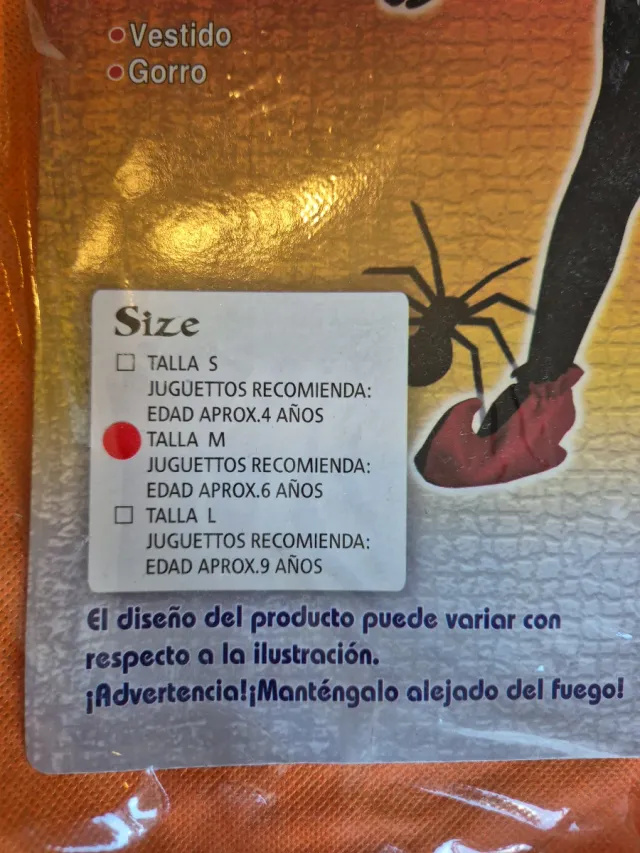 Vestido
Gorro
Size
TALLA S
JUGUETTOS RECOMIENDA:
EDAD APROX.4 AÑOS
TALLA M
JUGUETTOS RECOMIENDA:
EDAD APROX.6 AÑOS
TALLA L
JUGUETTOS RECOMIENDA:
EDAD APROX.9 AÑOS
El diseño del producto puede variar con
respecto a la ilustración.
¡Advertencia!¡Manténgalo alejado del fuego!